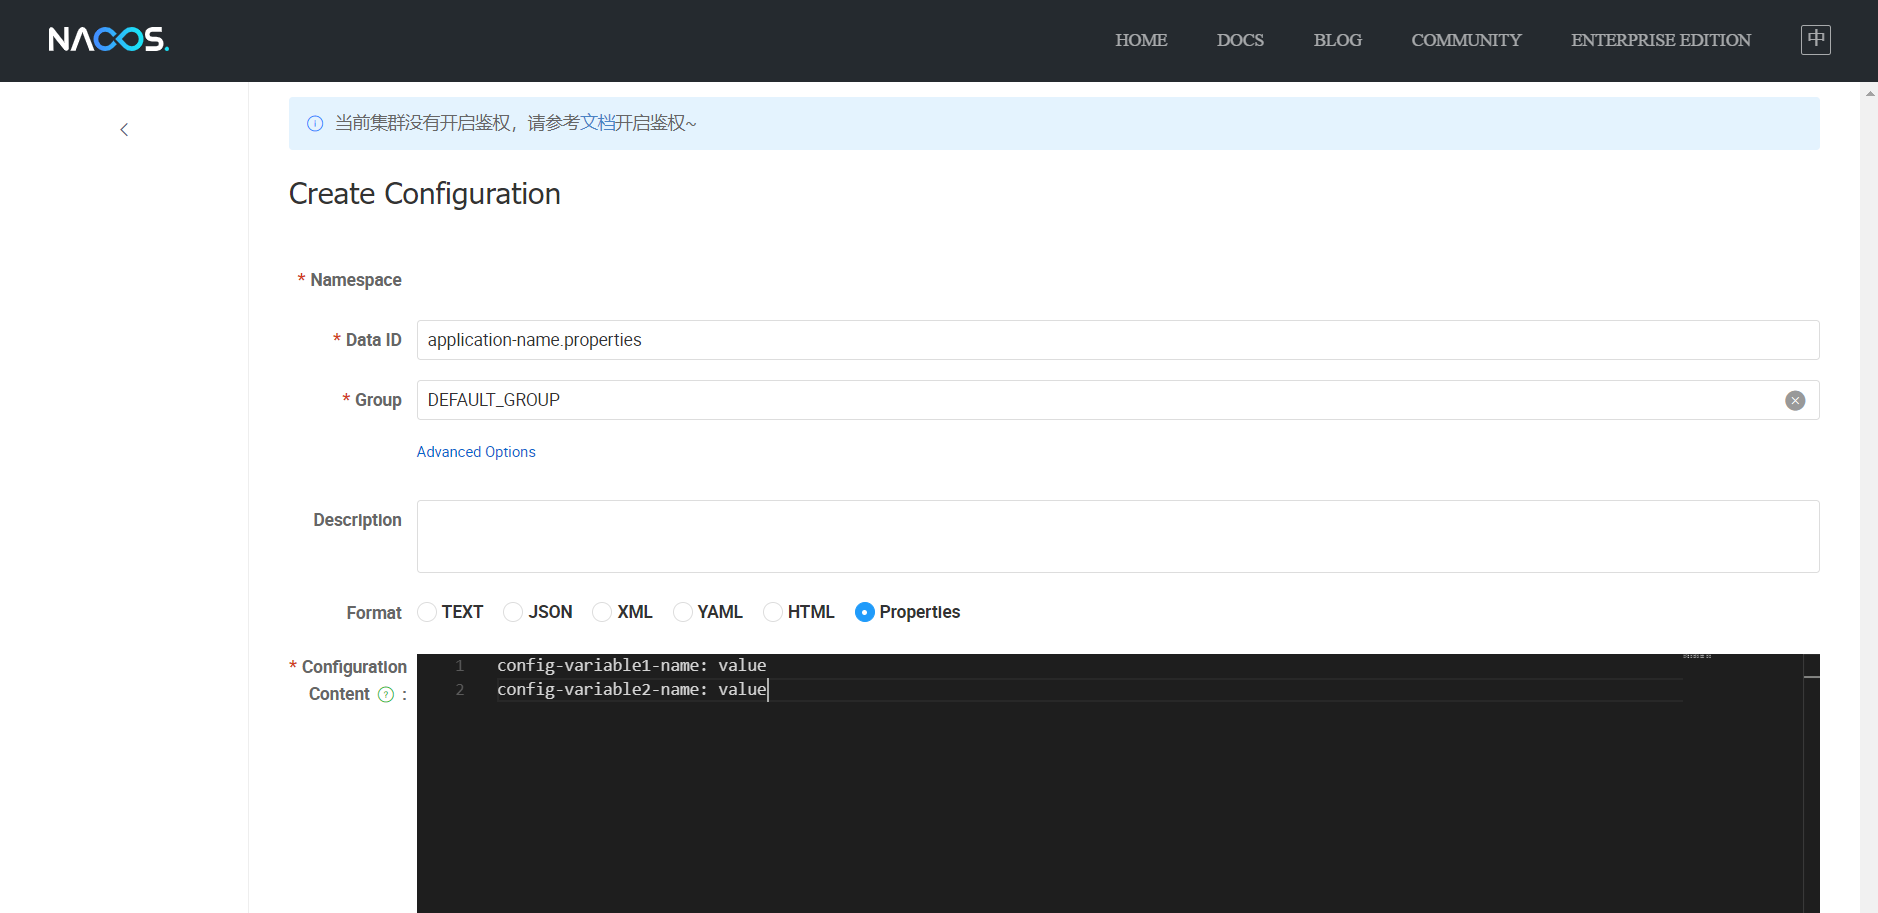 NACOS.
HOME DOCS BLOG COMMUNITY ENTERPRISE EDITION 中
当前集群没有开启鉴权，请参考文档开启鉴权~
Create Configuration
* Namespace
* Data ID application-name.properties
* Group DEFAULT_GROUP
Advanced Options
Description
Format TEXT JSON XML YAML HTML Properties
* Configuration
Content ? :
1 config-variable1-name: value
2 config-variable2-name: value